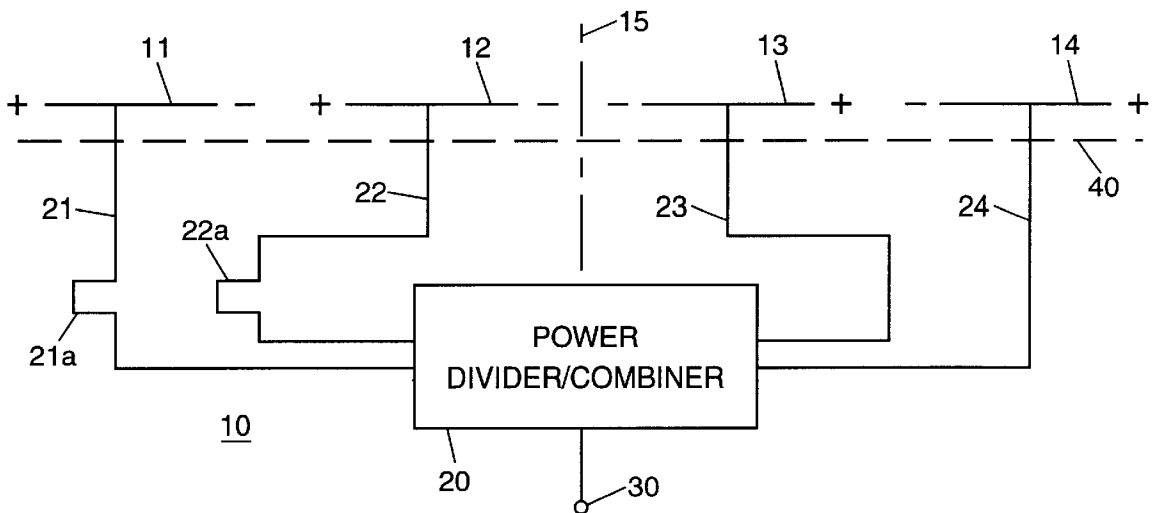 15
11 12 13 14
+ - + - - + - +
40
21 22 23 24
22a
21a
POWER
DIVIDER/COMBINER
10
20
30